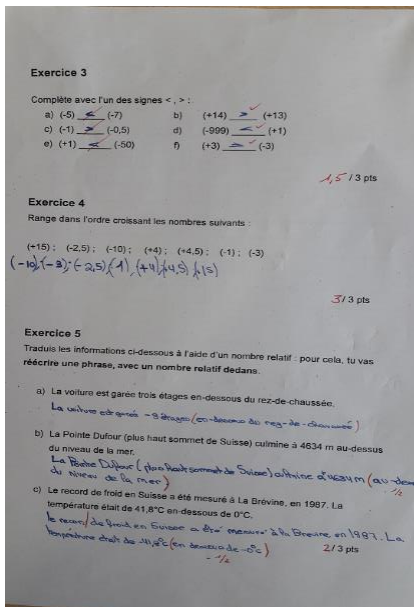 Exercice 3
Complète avec l'un des signes < , > :
a) (-5) < (-7) b) (+14) > (+13)
c) (-1) > (-0,5) d) (-999) < (+1)
e) (+1) < (-50) f) (+3) > (-3)
1,5 / 3 pts
Exercice 4
Range dans l'ordre croissant les nombres suivants :
(+15) ; (-2,5) ; (-10) ; (+4) ; (+4,5) ; (-1) ; (-3)
(-10), (-3), (-2,5), (-1), (+4), (+4,5), (+15)
3 / 3 pts
Exercice 5
Traduis les informations ci-dessous à l'aide d'un nombre relatif : pour cela, tu vas
réécrire une phrase, avec un nombre relatif dedans.
a) La voiture est garée trois étages en-dessous du rez-de-chaussée.
La voiture est garée -3 étages (en-dessous du rez-de-chaussée)
b) La Pointe Dufour (plus haut sommet de Suisse) culmine à 4634 m au-dessus
du niveau de la mer.
La Pointe Dufour (plus haut sommet de Suisse) culmine à +4634 m (au-dessus
du niveau de la mer)
-1/2
c) Le record de froid en Suisse a été mesuré à La Brévine, en 1987. La
température était de 41,8°C en-dessous de 0°C.
le record de froid en Suisse a été mesuré à la Brevine en 1987. La
température était de -41,8°C (en dessous de -0°C)
-1/2
2 / 3 pts